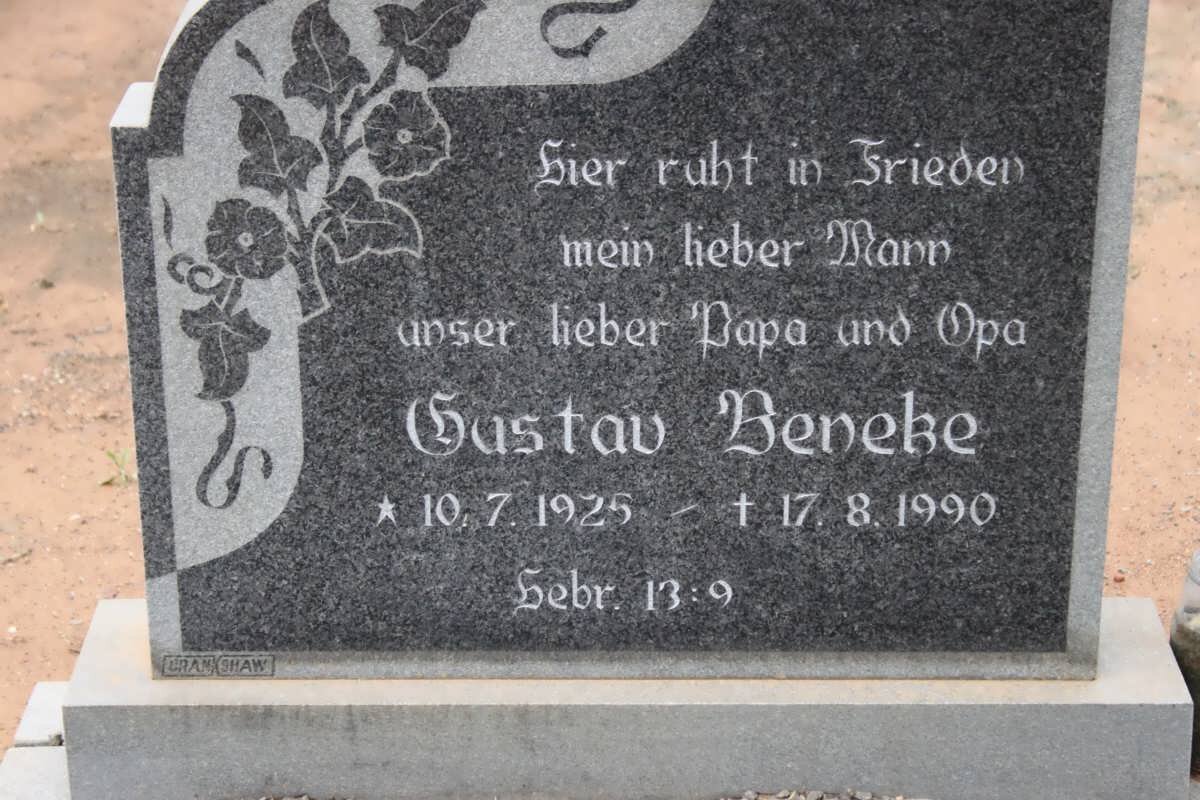 Hier ruht in Frieden
mein lieber Mann
unser lieber Papa und Opa
Gustav Beneke
* 10. 7. 1925 – † 17. 8. 1990
Hebr. 13:9
CRANKSHAW